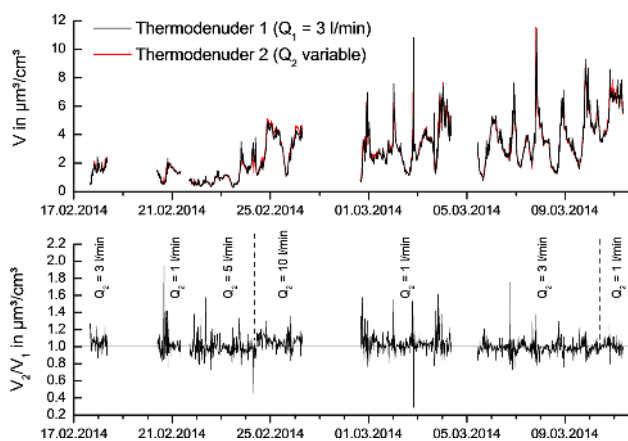 Thermodenuder 1 (Q₁ = 3 l/min)
Thermodenuder 2 (Q₂ variable)
V in µm³/cm³
12
10
8
6
4
2
0
17.02.2014 21.02.2014 25.02.2014 01.03.2014 05.03.2014 09.03.2014
V₂/V₁ in µm³/cm³
2.2
2.0
1.8
1.6
1.4
1.2
1.0
0.8
0.6
0.4
0.2
Q₂ = 3 l/min
Q₂ = 1 l/min
Q₂ = 5 l/min
Q₂ = 10 l/min
Q₂ = 1 l/min
Q₂ = 3 l/min
Q₂ = 1 l/min
17.02.2014 21.02.2014 25.02.2014 01.03.2014 05.03.2014 09.03.2014